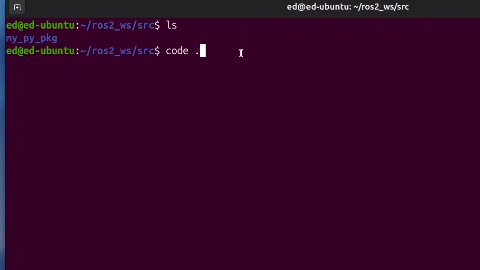 ed@ed-ubuntu: ~/ros2_ws/src
ed@ed-ubuntu:~/ros2_ws/src$ ls
my_py_pkg
ed@ed-ubuntu:~/ros2_ws/src$ code .